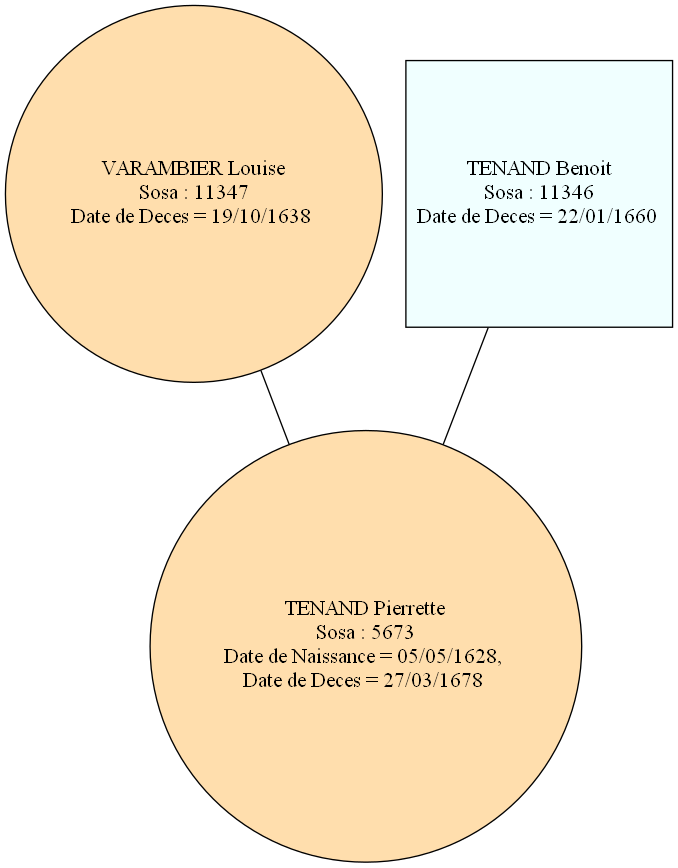 VARAMBIER Louise
Sosa : 11347
Date de Deces = 19/10/1638
TENAND Benoit
Sosa : 11346
Date de Deces = 22/01/1660
TENAND Pierrette
Sosa : 5673
Date de Naissance = 05/05/1628,
Date de Deces = 27/03/1678